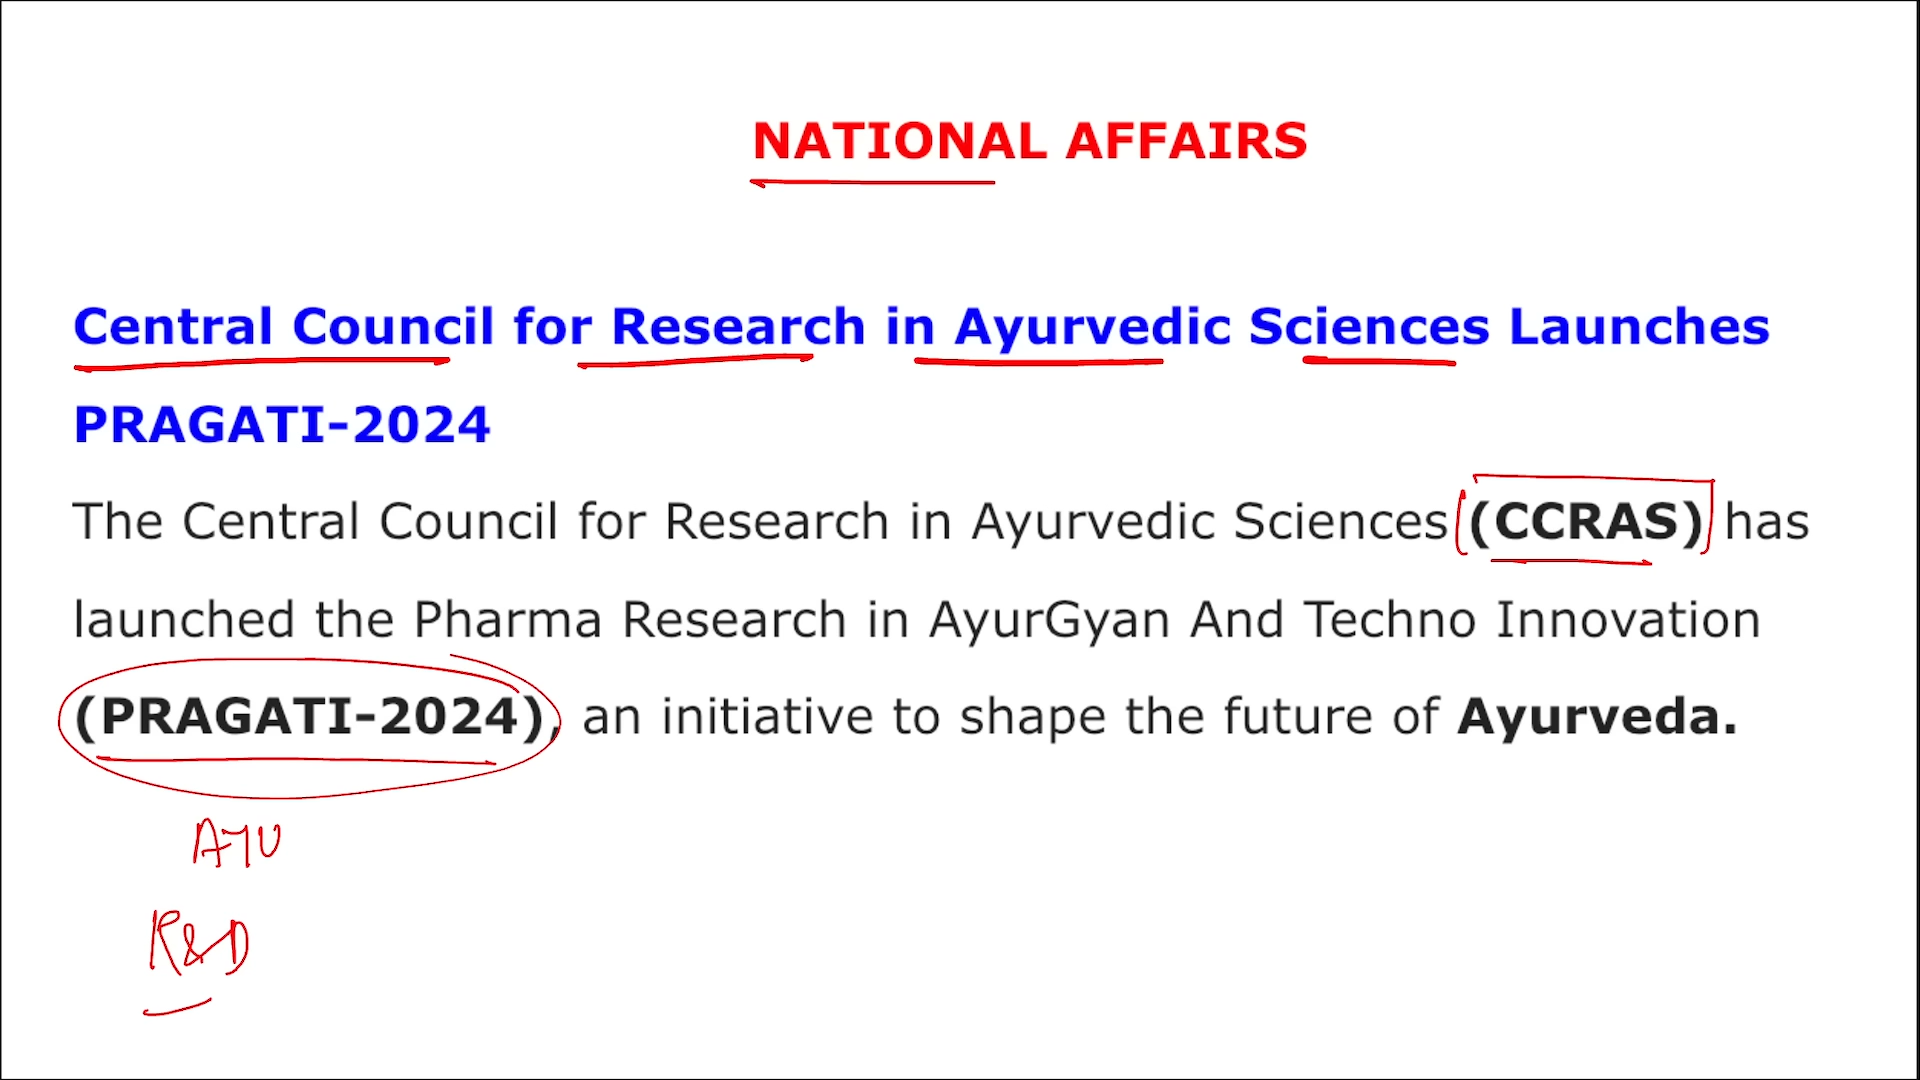 NATIONAL AFFAIRS
Central Council for Research in Ayurvedic Sciences Launches
PRAGATI-2024
The Central Council for Research in Ayurvedic Sciences (CCRAS) has
launched the Pharma Research in AyurGyan And Techno Innovation
(PRAGATI-2024), an initiative to shape the future of Ayurveda.
AYU
R&D